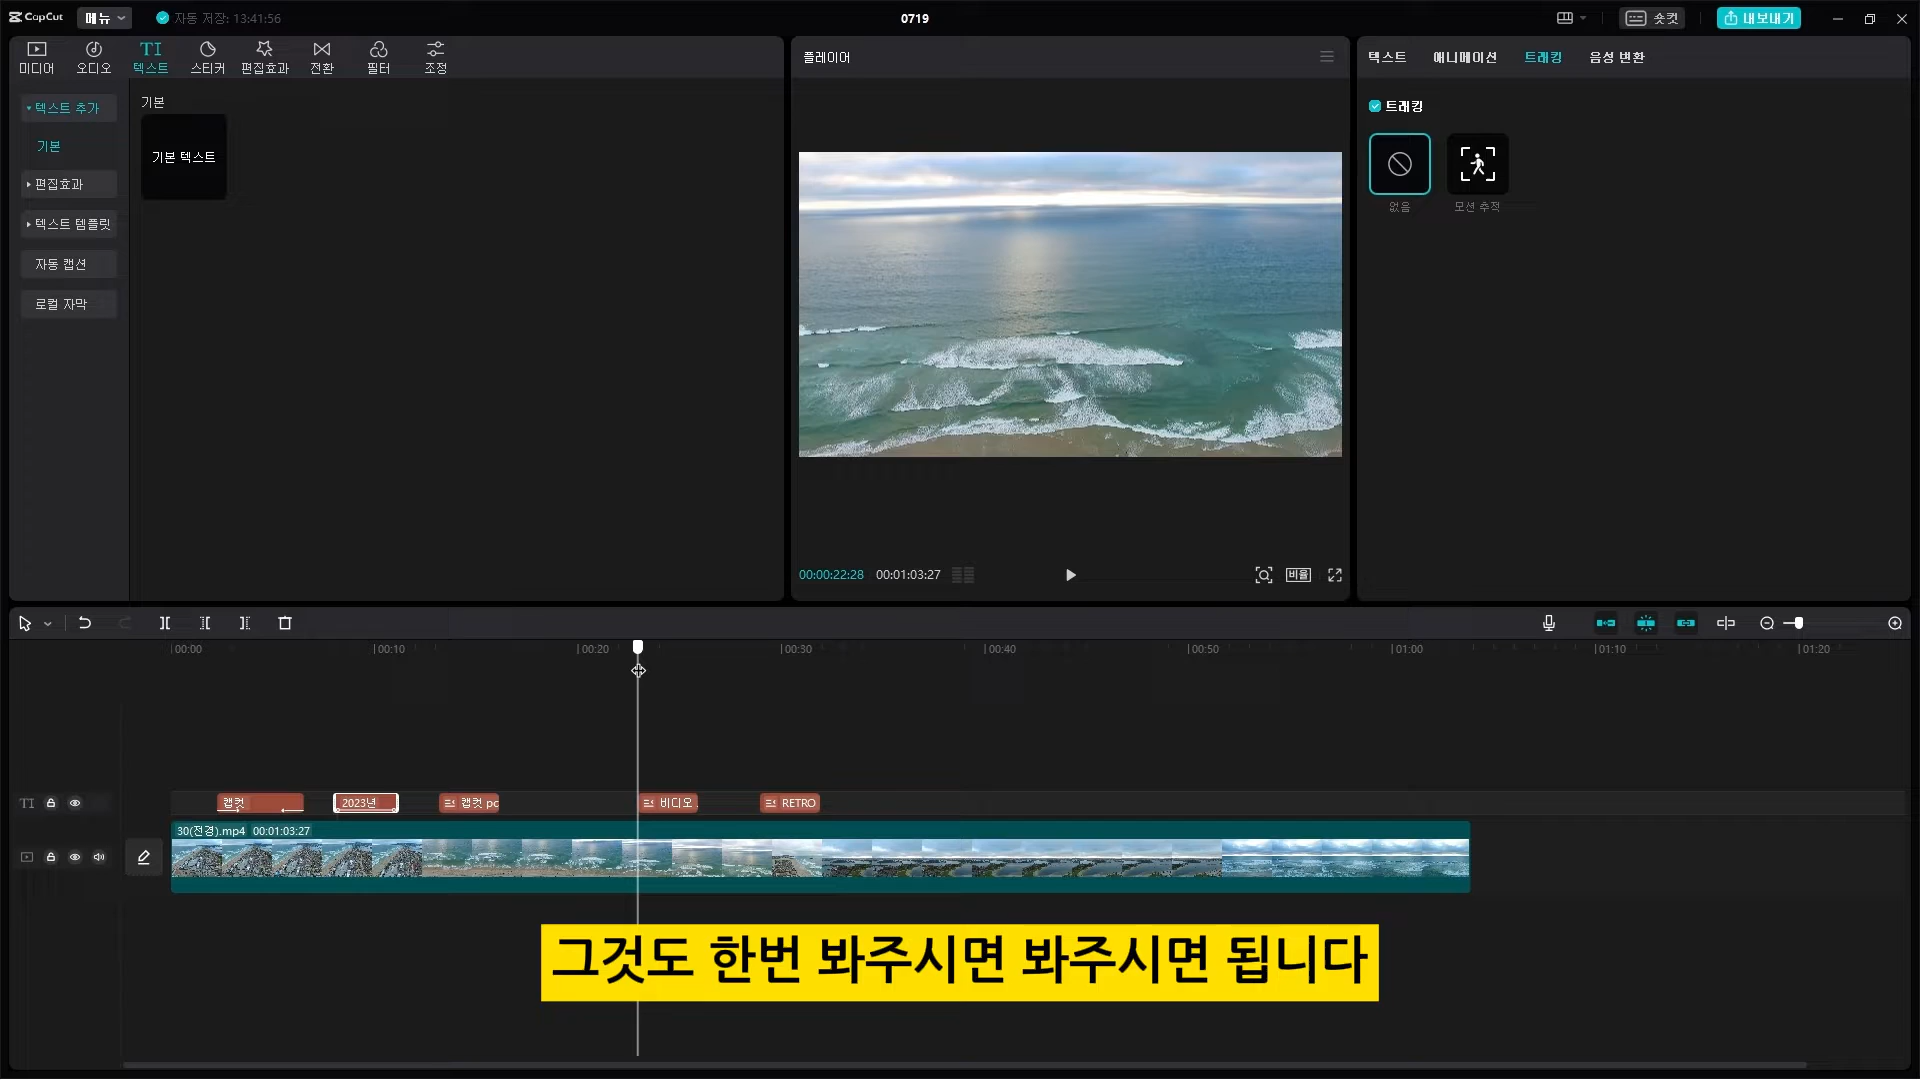 CapCut 메뉴 자동 저장: 13:41:56 0719 숏컷 내보내기
미디어 오디오 텍스트 스티커 편집효과 전환 필터 조정
텍스트 추가
기본
편집효과
텍스트 템플릿
자동 캡션
로컬 자막
기본
기본 텍스트
플레이어
00:00:22:28 00:01:03:27 비율
텍스트 애니메이션 트래킹 음성 변환
트래킹
없음 모션 추적
00:00 00:10 00:20 00:30 00:40 00:50 01:00 01:10 01:20
TI 캡컷 2023년 캡컷 pc 비디오 RETRO
30(전경).mp4 00:01:03:27
그것도 한번 봐주시면 봐주시면 됩니다